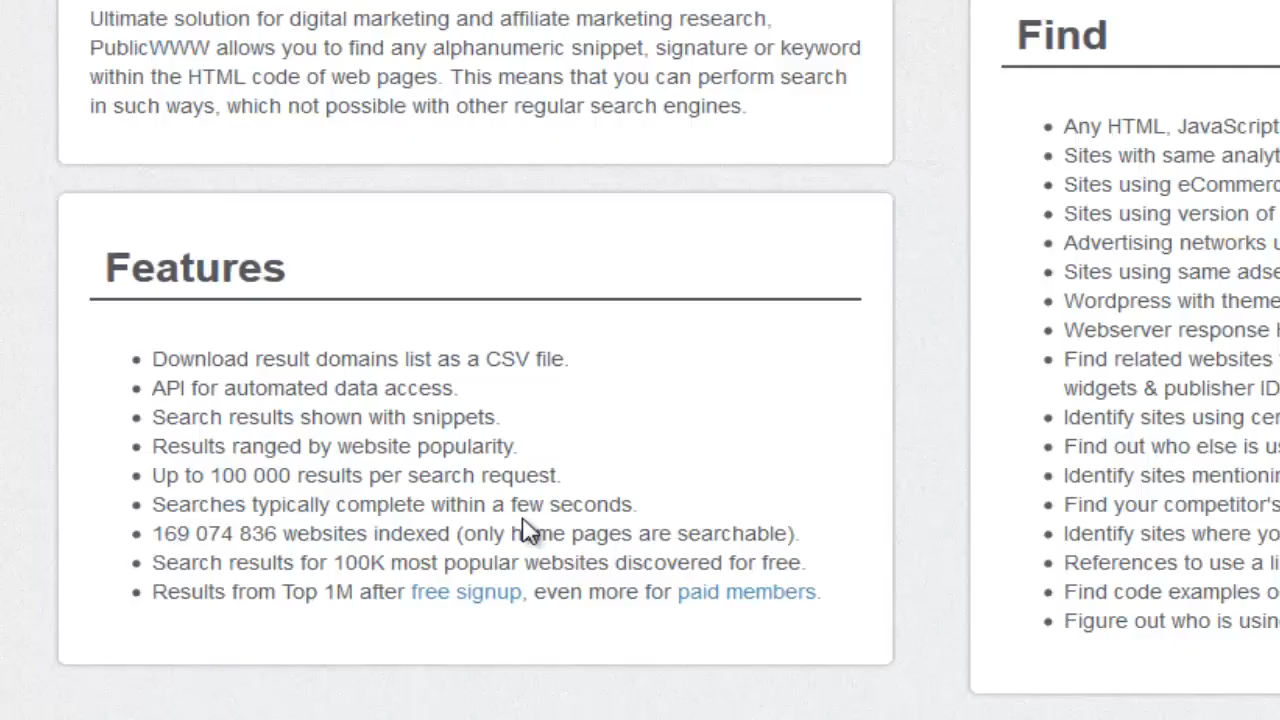 Ultimate solution for digital marketing and affiliate marketing research,
PublicWWW allows you to find any alphanumeric snippet, signature or keyword
within the HTML code of web pages. This means that you can perform search
in such ways, which not possible with other regular search engines.
Features
Download result domains list as a CSV file.
API for automated data access.
Search results shown with snippets.
Results ranged by website popularity.
Up to 100 000 results per search request.
Searches typically complete within a few seconds.
169 074 836 websites indexed (only home pages are searchable).
Search results for 100K most popular websites discovered for free.
Results from Top 1M after free signup, even more for paid members.
Find
Any HTML, JavaScript
Sites with same
Sites using
Sites using version of
Advertising networks
Sites using same
Wordpress with theme
Webserver response
Find related websites
widgets & publisher ID
Identify sites using
Find out who else is
Identify sites
Find your competitor's
Identify sites where
References to use a
Find code examples
Figure out who is